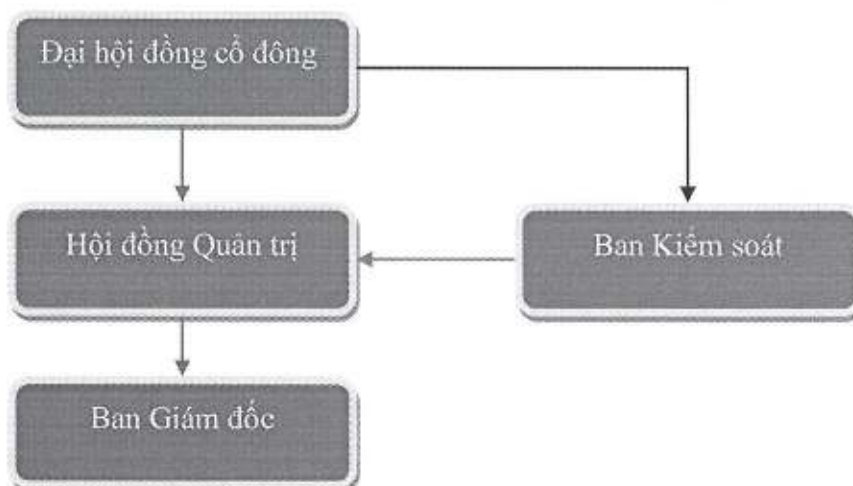 Đại hội đồng cổ đông
Hội đồng Quản trị
Ban Kiểm soát
Ban Giám đốc